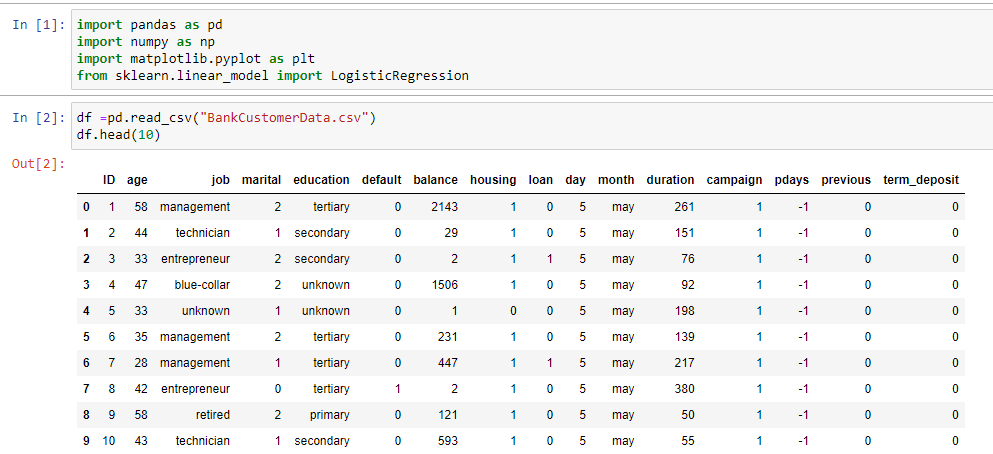 In [1]: import pandas as pd
import numpy as np
import matplotlib.pyplot as plt
from sklearn.linear_model import LogisticRegression
In [2]: df =pd.read_csv("BankCustomerData.csv")
df.head(10)
Out[2]:
ID age job marital education default balance housing loan day month duration campaign pdays previous term_deposit
0 1 58 management 2 tertiary 0 2143 1 0 5 may 261 1 -1 0 0
1 2 44 technician 1 secondary 0 29 1 0 5 may 151 1 -1 0 0
2 3 33 entrepreneur 2 secondary 0 2 1 1 5 may 76 1 -1 0 0
3 4 47 blue-collar 2 unknown 0 1506 1 0 5 may 92 1 -1 0 0
4 5 33 unknown 1 unknown 0 1 0 0 5 may 198 1 -1 0 0
5 6 35 management 2 tertiary 0 231 1 0 5 may 139 1 -1 0 0
6 7 28 management 1 tertiary 0 447 1 1 5 may 217 1 -1 0 0
7 8 42 entrepreneur 0 tertiary 1 2 1 0 5 may 380 1 -1 0 0
8 9 58 retired 2 primary 0 121 1 0 5 may 50 1 -1 0 0
9 10 43 technician 1 secondary 0 593 1 0 5 may 55 1 -1 0 0